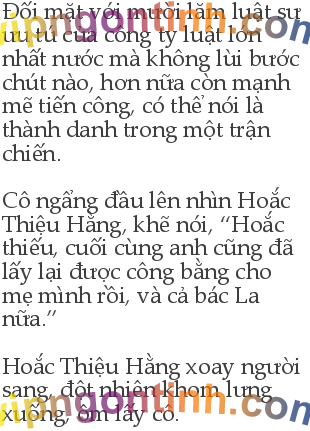 Đối mặt với mười lăm luật sư
ưu tú của công ty luật lớn
nhất nước mà không lùi bước
chút nào, hơn nữa còn mạnh
mẽ tiến công, có thể nói là
thành danh trong một trận
chiến.
Cô ngẩng đầu lên nhìn Hoắc
Thiệu Hằng, khẽ nói, “Hoắc
thiếu, cuối cùng anh cũng đã
lấy lại được công bằng cho
mẹ mình rồi, và cả bác La
nữa.”
Hoắc Thiệu Hằng xoay người
sang, đột nhiên khom lưng
xuống, ôm lấy cô.
vipngontinh.com
vipngontinh.com